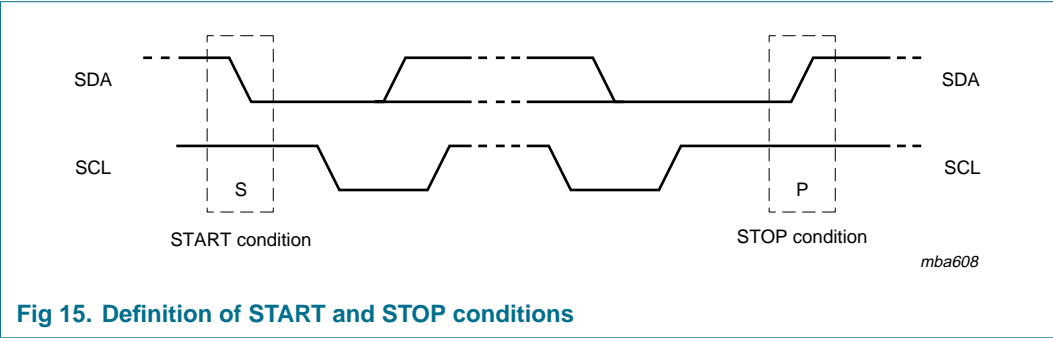 SDA
SDA
SCL
SCL
S
P
START condition
STOP condition
mba608
Fig 15. Definition of START and STOP conditions